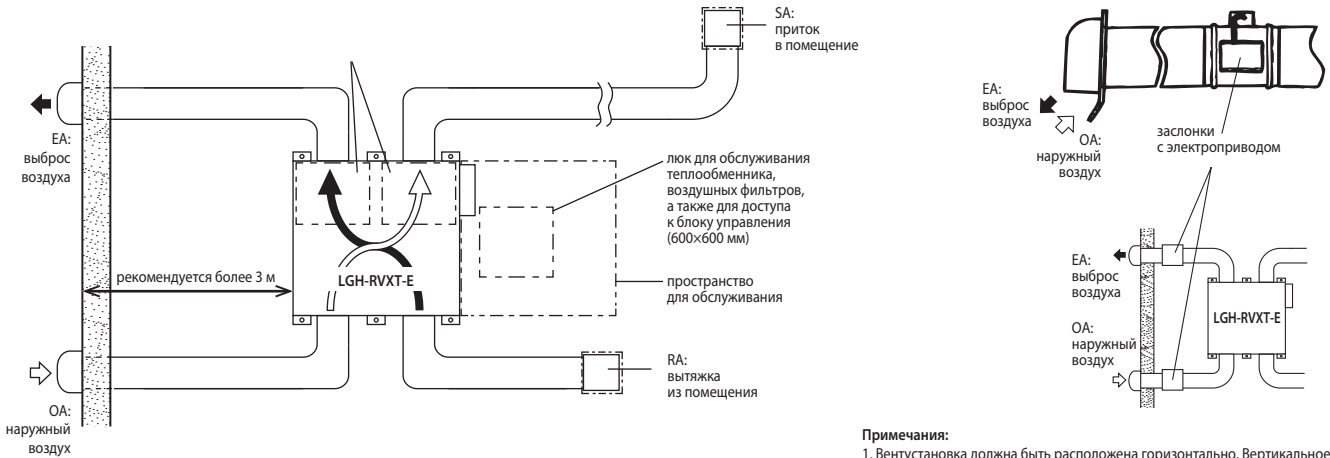 SA:
приток
в помещение
EA:
выброс
воздуха
люк для обслуживания
теплообменника,
воздушных фильтров,
а также для доступа
к блоку управления
(600×600 мм)
рекомендуется более 3 м
LGH-RVXT-E
пространство
для обслуживания
RA:
вытяжка
из помещения
OA:
наружный
воздух
EA:
выброс
воздуха
OA:
наружный
воздух
заслонки
с электроприводом
EA:
выброс
воздуха
LGH-RVXT-E
OA:
наружный
воздух
Примечания:
1. Вентустановка должна быть расположена горизонтально. Вертикальное